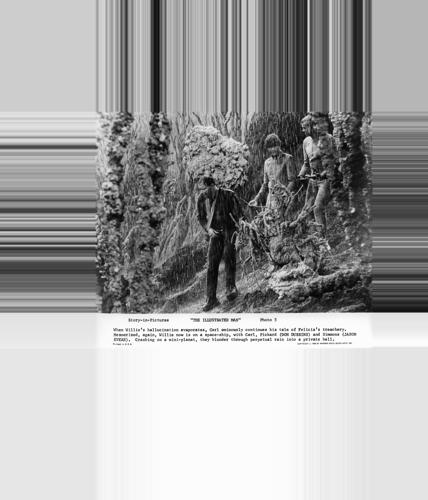 Story-in-Pictures "THE ILLUSTRATED MAN" Photo 5
When Willie's hallucination evaporates, Carl ominously continues his tale of Felicia's treachery.
Mesmerized, again, Willie now is on a space-ship, with Carl, Pickard (DON DUBBINS) and Simmons (JASON
EVERS). Crashing on a mini-planet, they blunder through perpetual rain into a private hell.